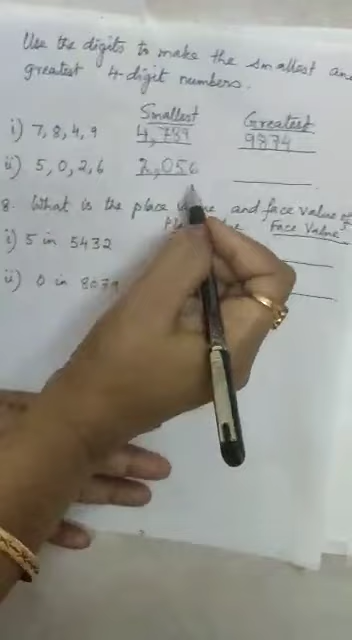 Use the digits to make the smallest an
greatest 4-digit numbers.
Smallest Greatest
i) 7, 8, 4, 9 4,789 9874
ii) 5, 0, 2, 6 2,056
8. What is the place and face value of
Face Value
i) 5 in 5432
ii) 0 in 8079